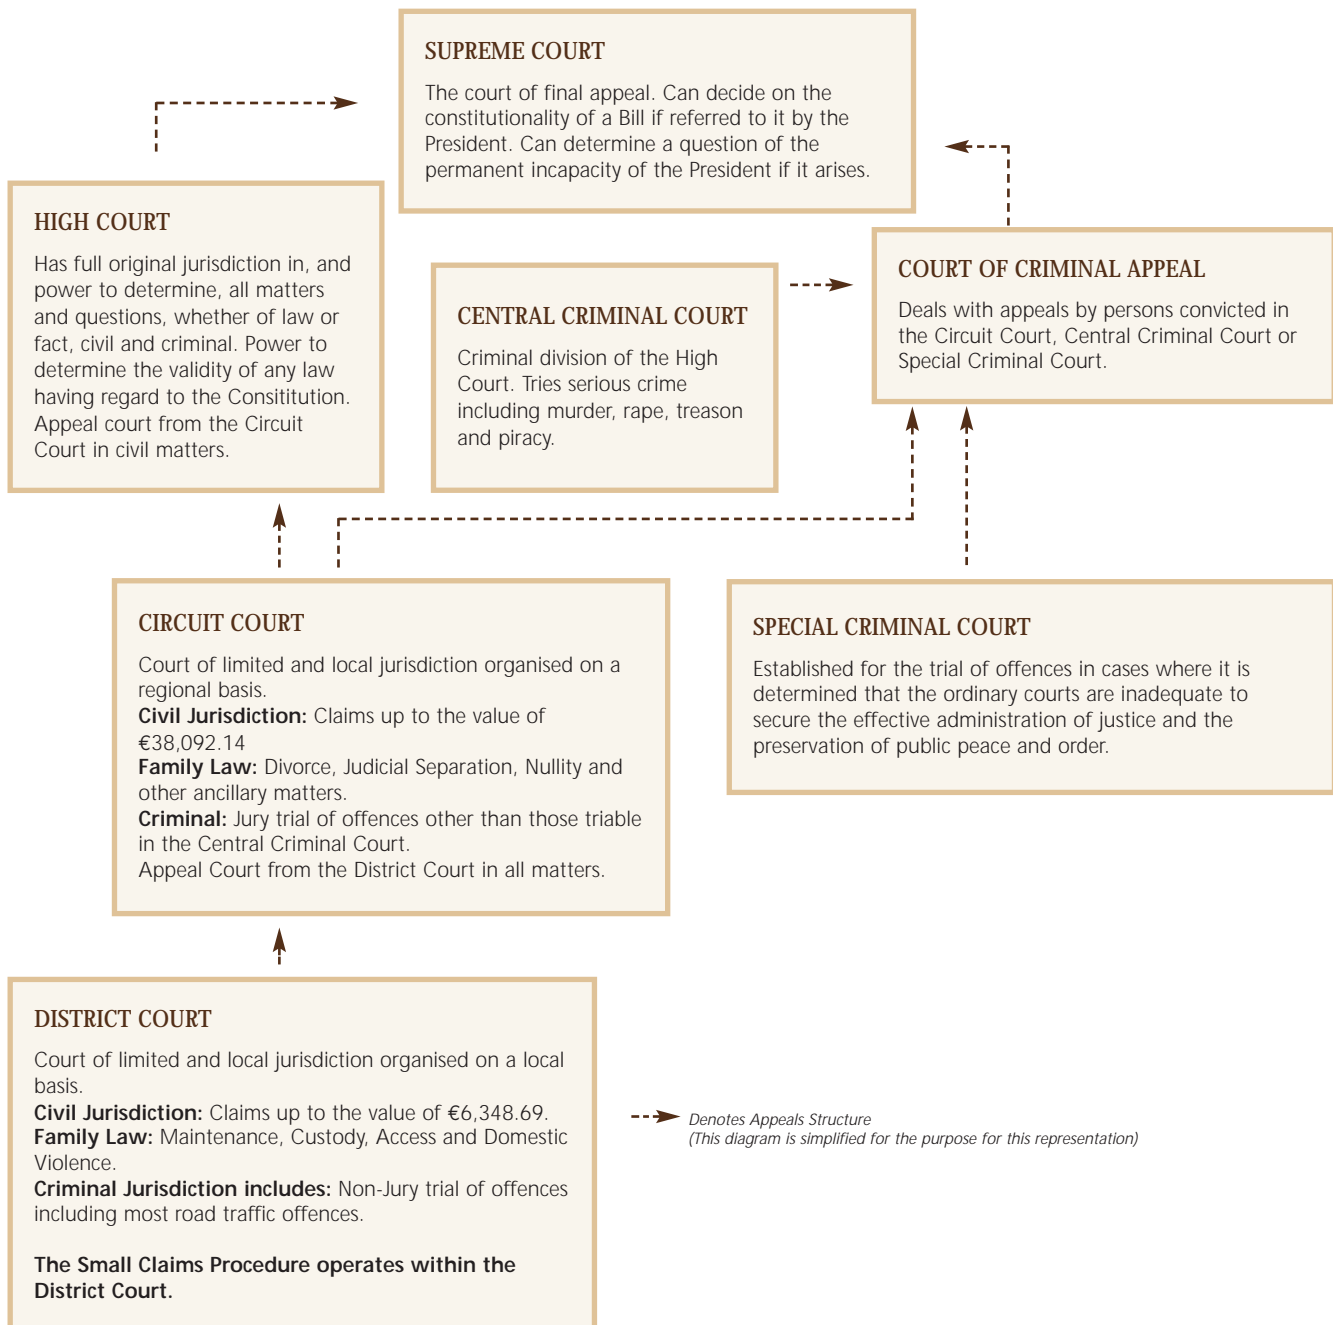 SUPREME COURT
The court of final appeal. Can decide on the
constitutionality of a Bill if referred to it by the
President. Can determine a question of the
permanent incapacity of the President if it arises.
HIGH COURT
Has full original jurisdiction in, and
power to determine, all matters
and questions, whether of law or
fact, civil and criminal. Power to
determine the validity of any law
having regard to the Consititution.
Appeal court from the Circuit
Court in civil matters.
CENTRAL CRIMINAL COURT
Criminal division of the High
Court. Tries serious crime
including murder, rape, treason
and piracy.
COURT OF CRIMINAL APPEAL
Deals with appeals by persons convicted in
the Circuit Court, Central Criminal Court or
Special Criminal Court.
CIRCUIT COURT
Court of limited and local jurisdiction organised on a
regional basis.
Civil Jurisdiction: Claims up to the value of
€38,092.14
Family Law: Divorce, Judicial Separation, Nullity and
other ancillary matters.
Criminal: Jury trial of offences other than those triable
in the Central Criminal Court.
Appeal Court from the District Court in all matters.
SPECIAL CRIMINAL COURT
Established for the trial of offences in cases where it is
determined that the ordinary courts are inadequate to
secure the effective administration of justice and the
preservation of public peace and order.
DISTRICT COURT
Court of limited and local jurisdiction organised on a local
basis.
Civil Jurisdiction: Claims up to the value of €6,348.69.
Family Law: Maintenance, Custody, Access and Domestic
Violence.
Criminal Jurisdiction includes: Non-Jury trial of offences
including most road traffic offences.
The Small Claims Procedure operates within the
District Court.
Denotes Appeals Structure
(This diagram is simplified for the purpose for this representation)